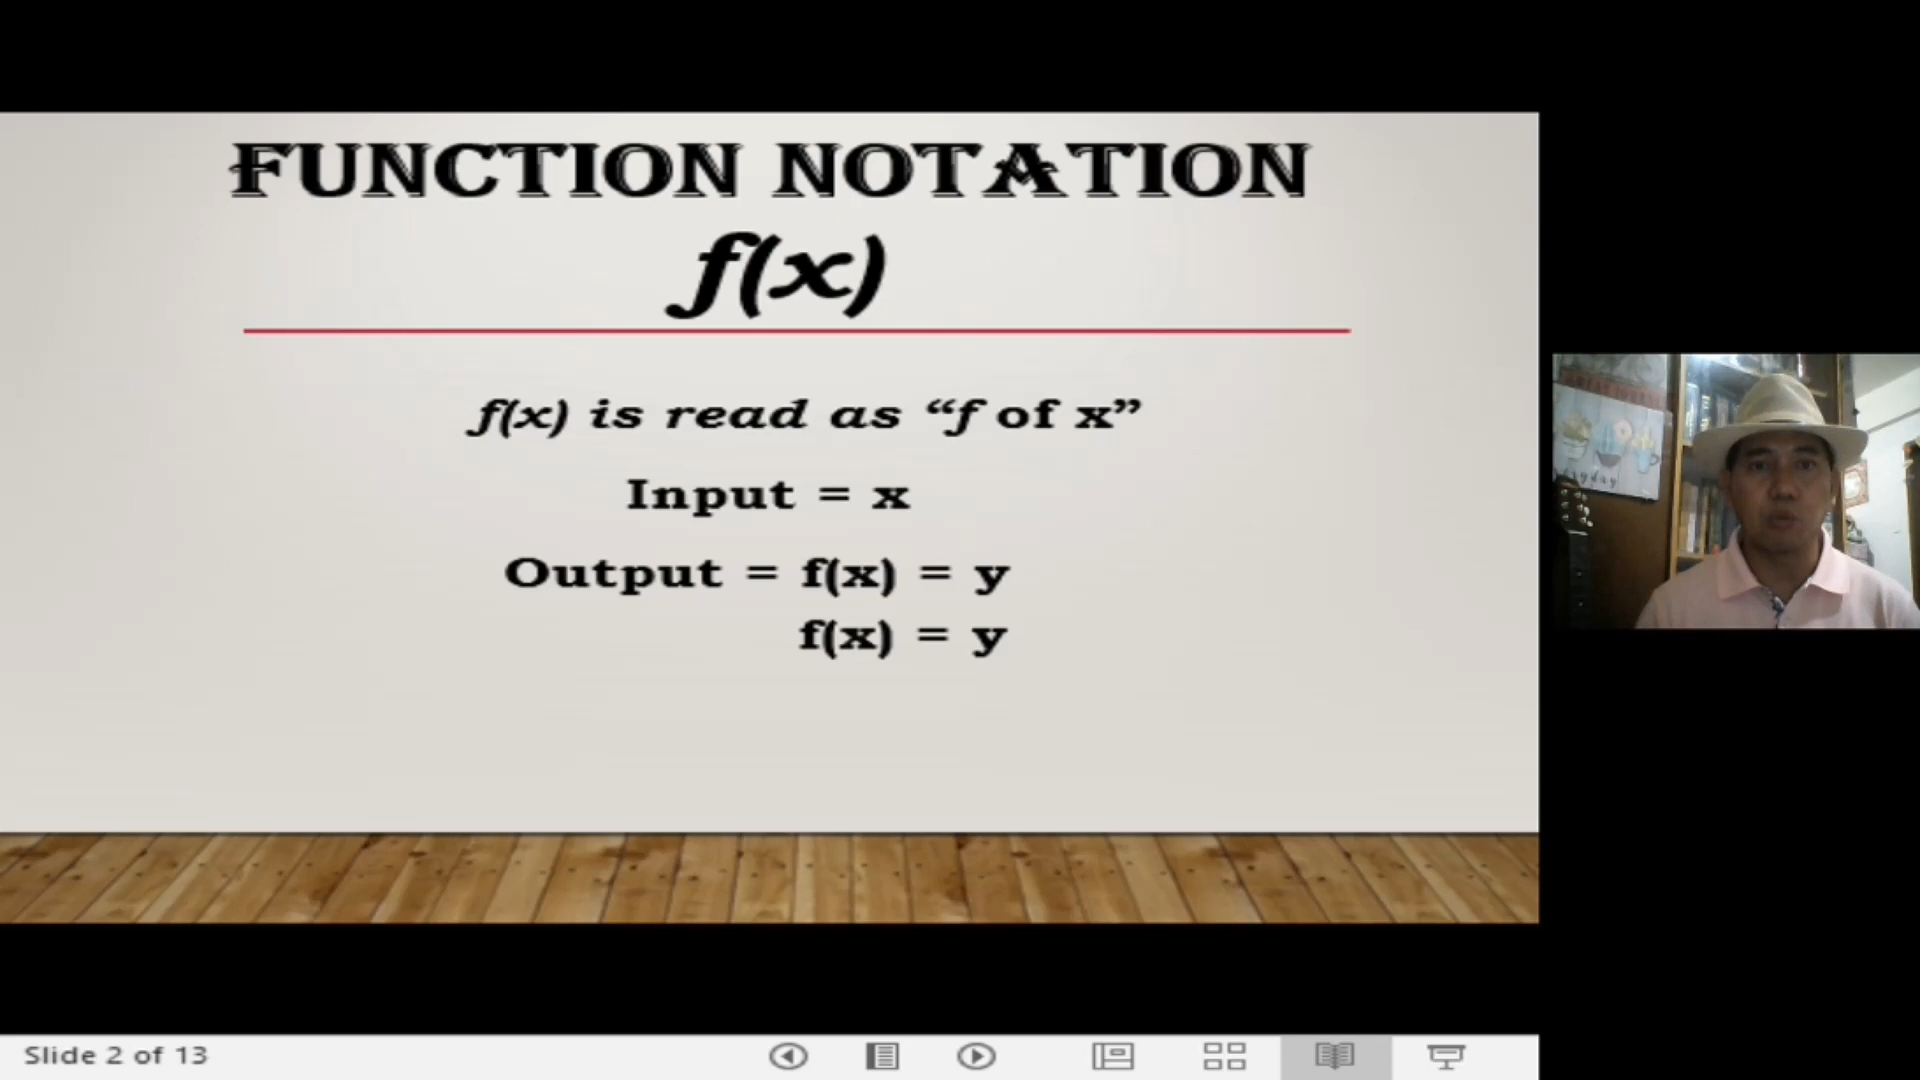 FUNCTION NOTATION
f(x)
f(x) is read as “f of x”
Input = x
Output = f(x) = y
f(x) = y
Slide 2 of 13